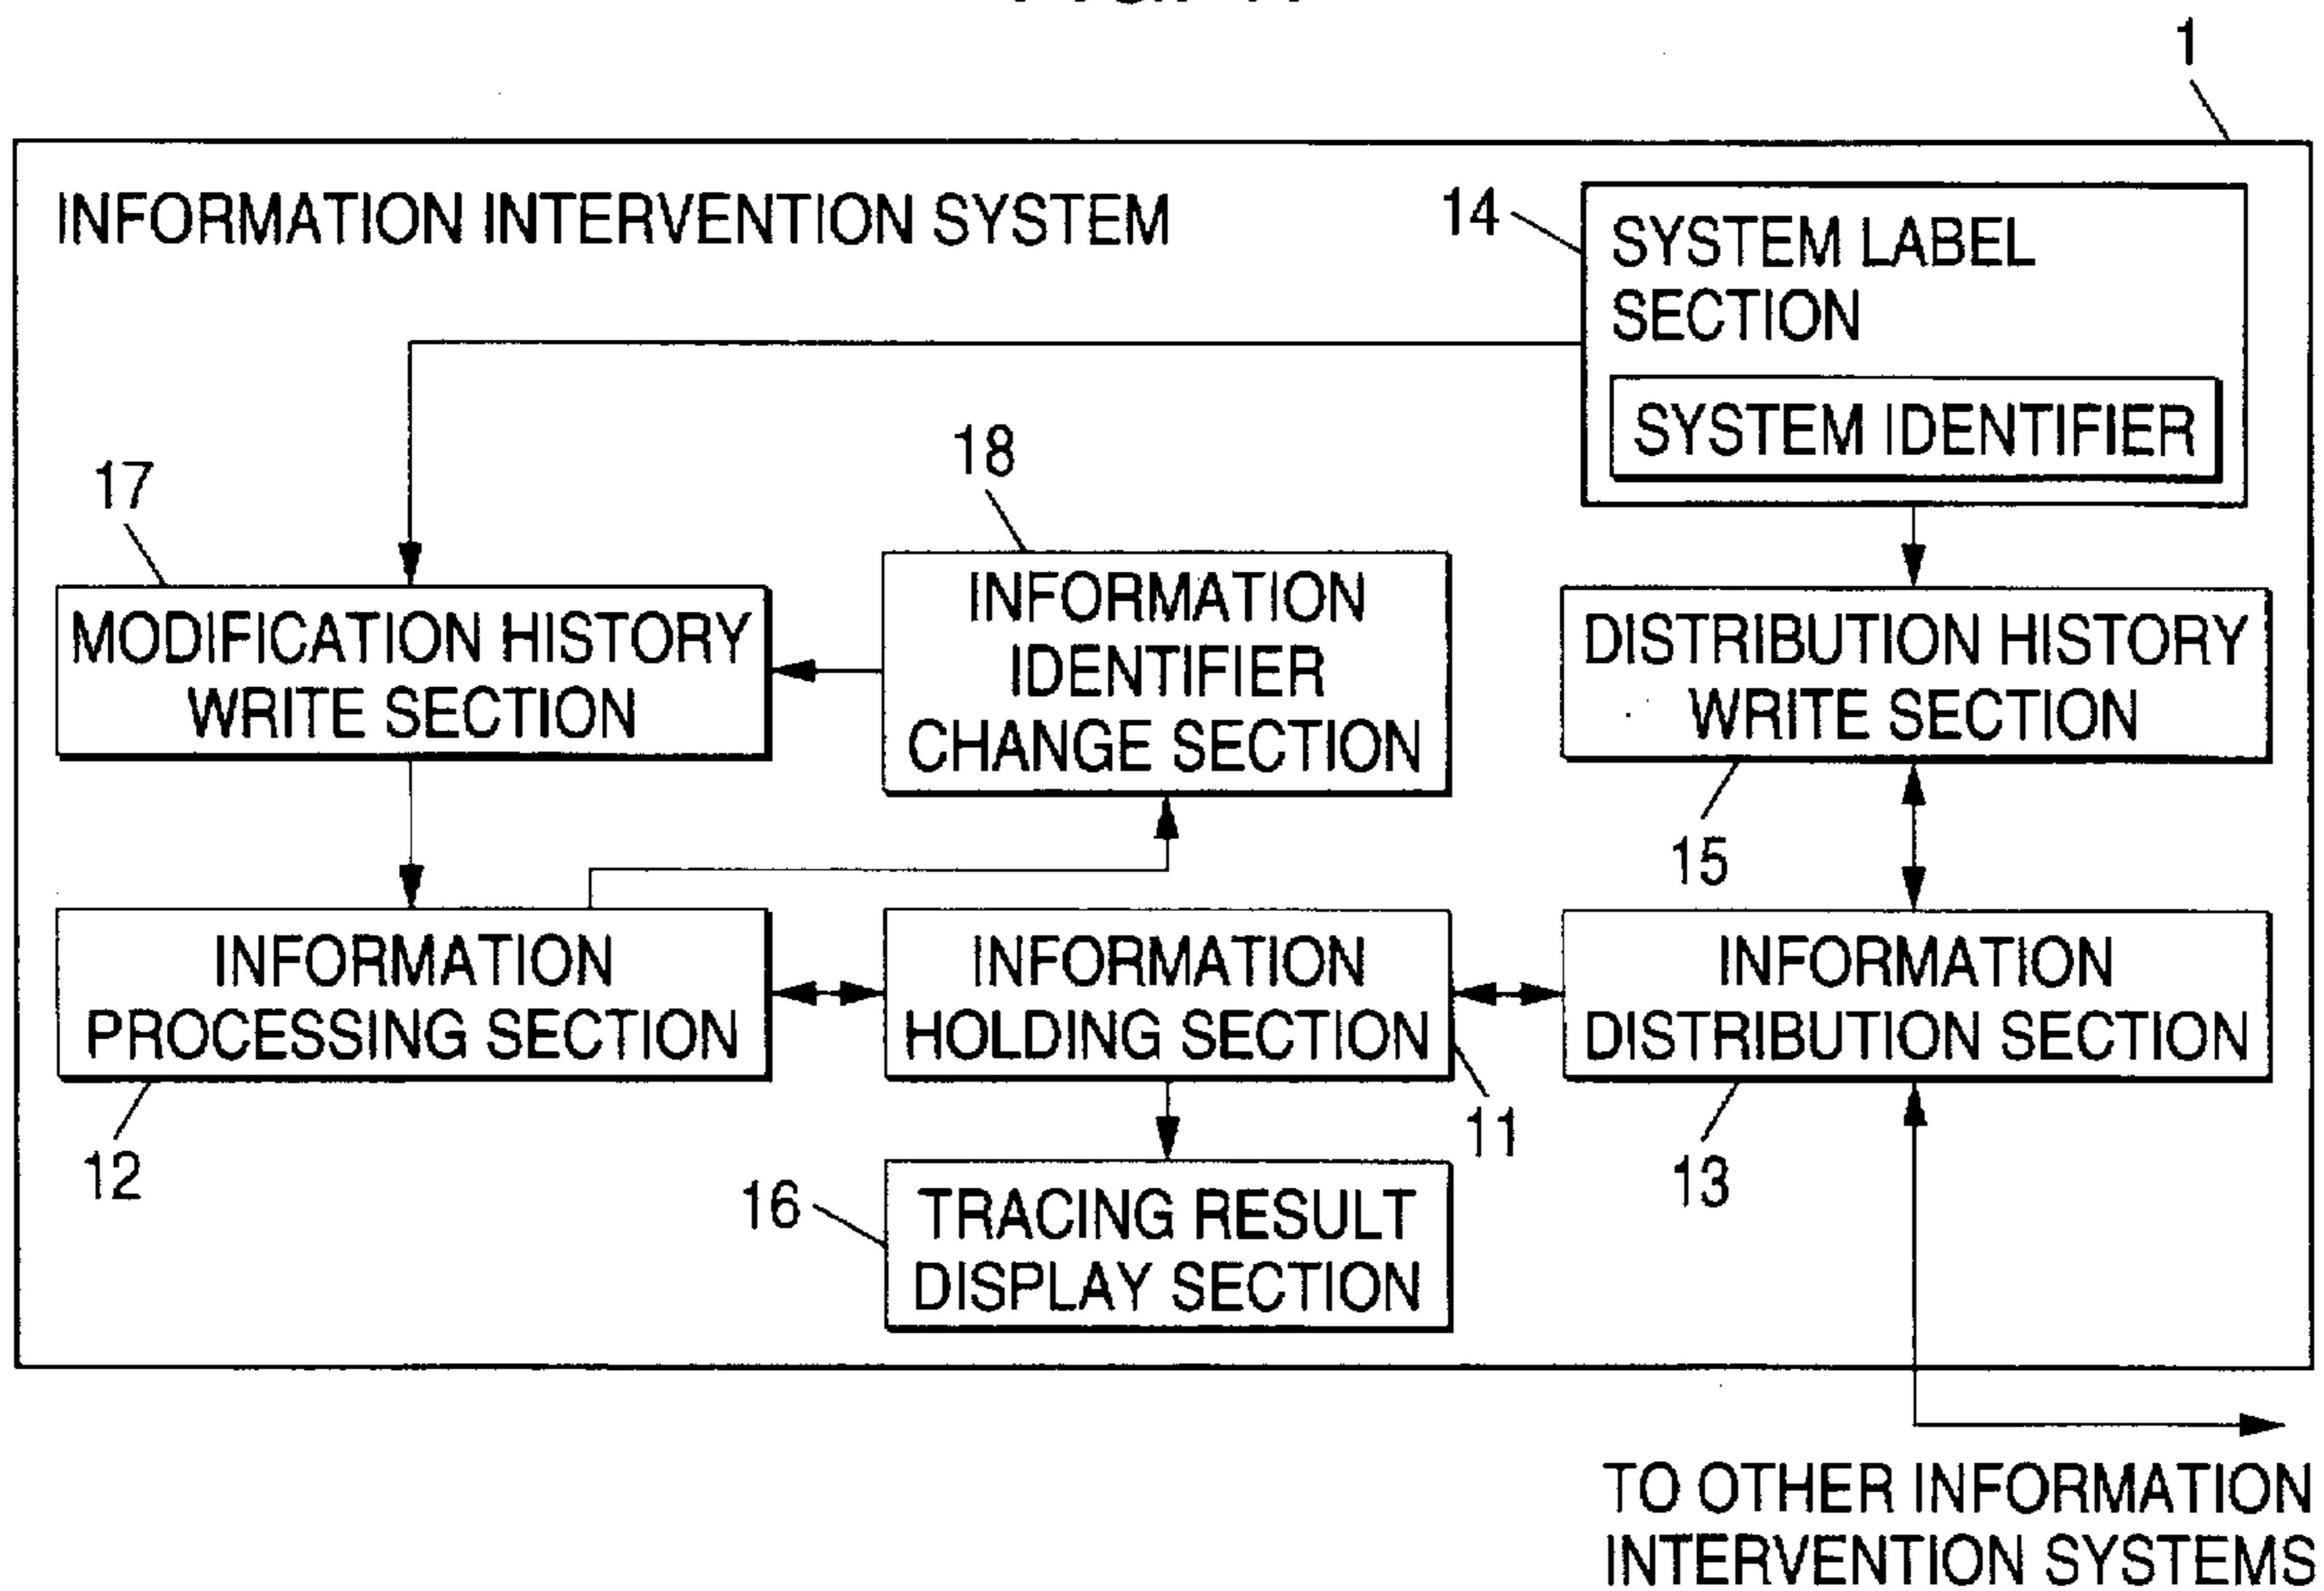 1
INFORMATION INTERVENTION SYSTEM
14
SYSTEM LABEL
SECTION
SYSTEM IDENTIFIER
17
18
MODIFICATION HISTORY
WRITE SECTION
INFORMATION
IDENTIFIER
CHANGE SECTION
DISTRIBUTION HISTORY
WRITE SECTION
15
INFORMATION
PROCESSING SECTION
INFORMATION
HOLDING SECTION
INFORMATION
DISTRIBUTION SECTION
12
11
13
16
TRACING RESULT
DISPLAY SECTION
TO OTHER INFORMATION
INTERVENTION SYSTEMS